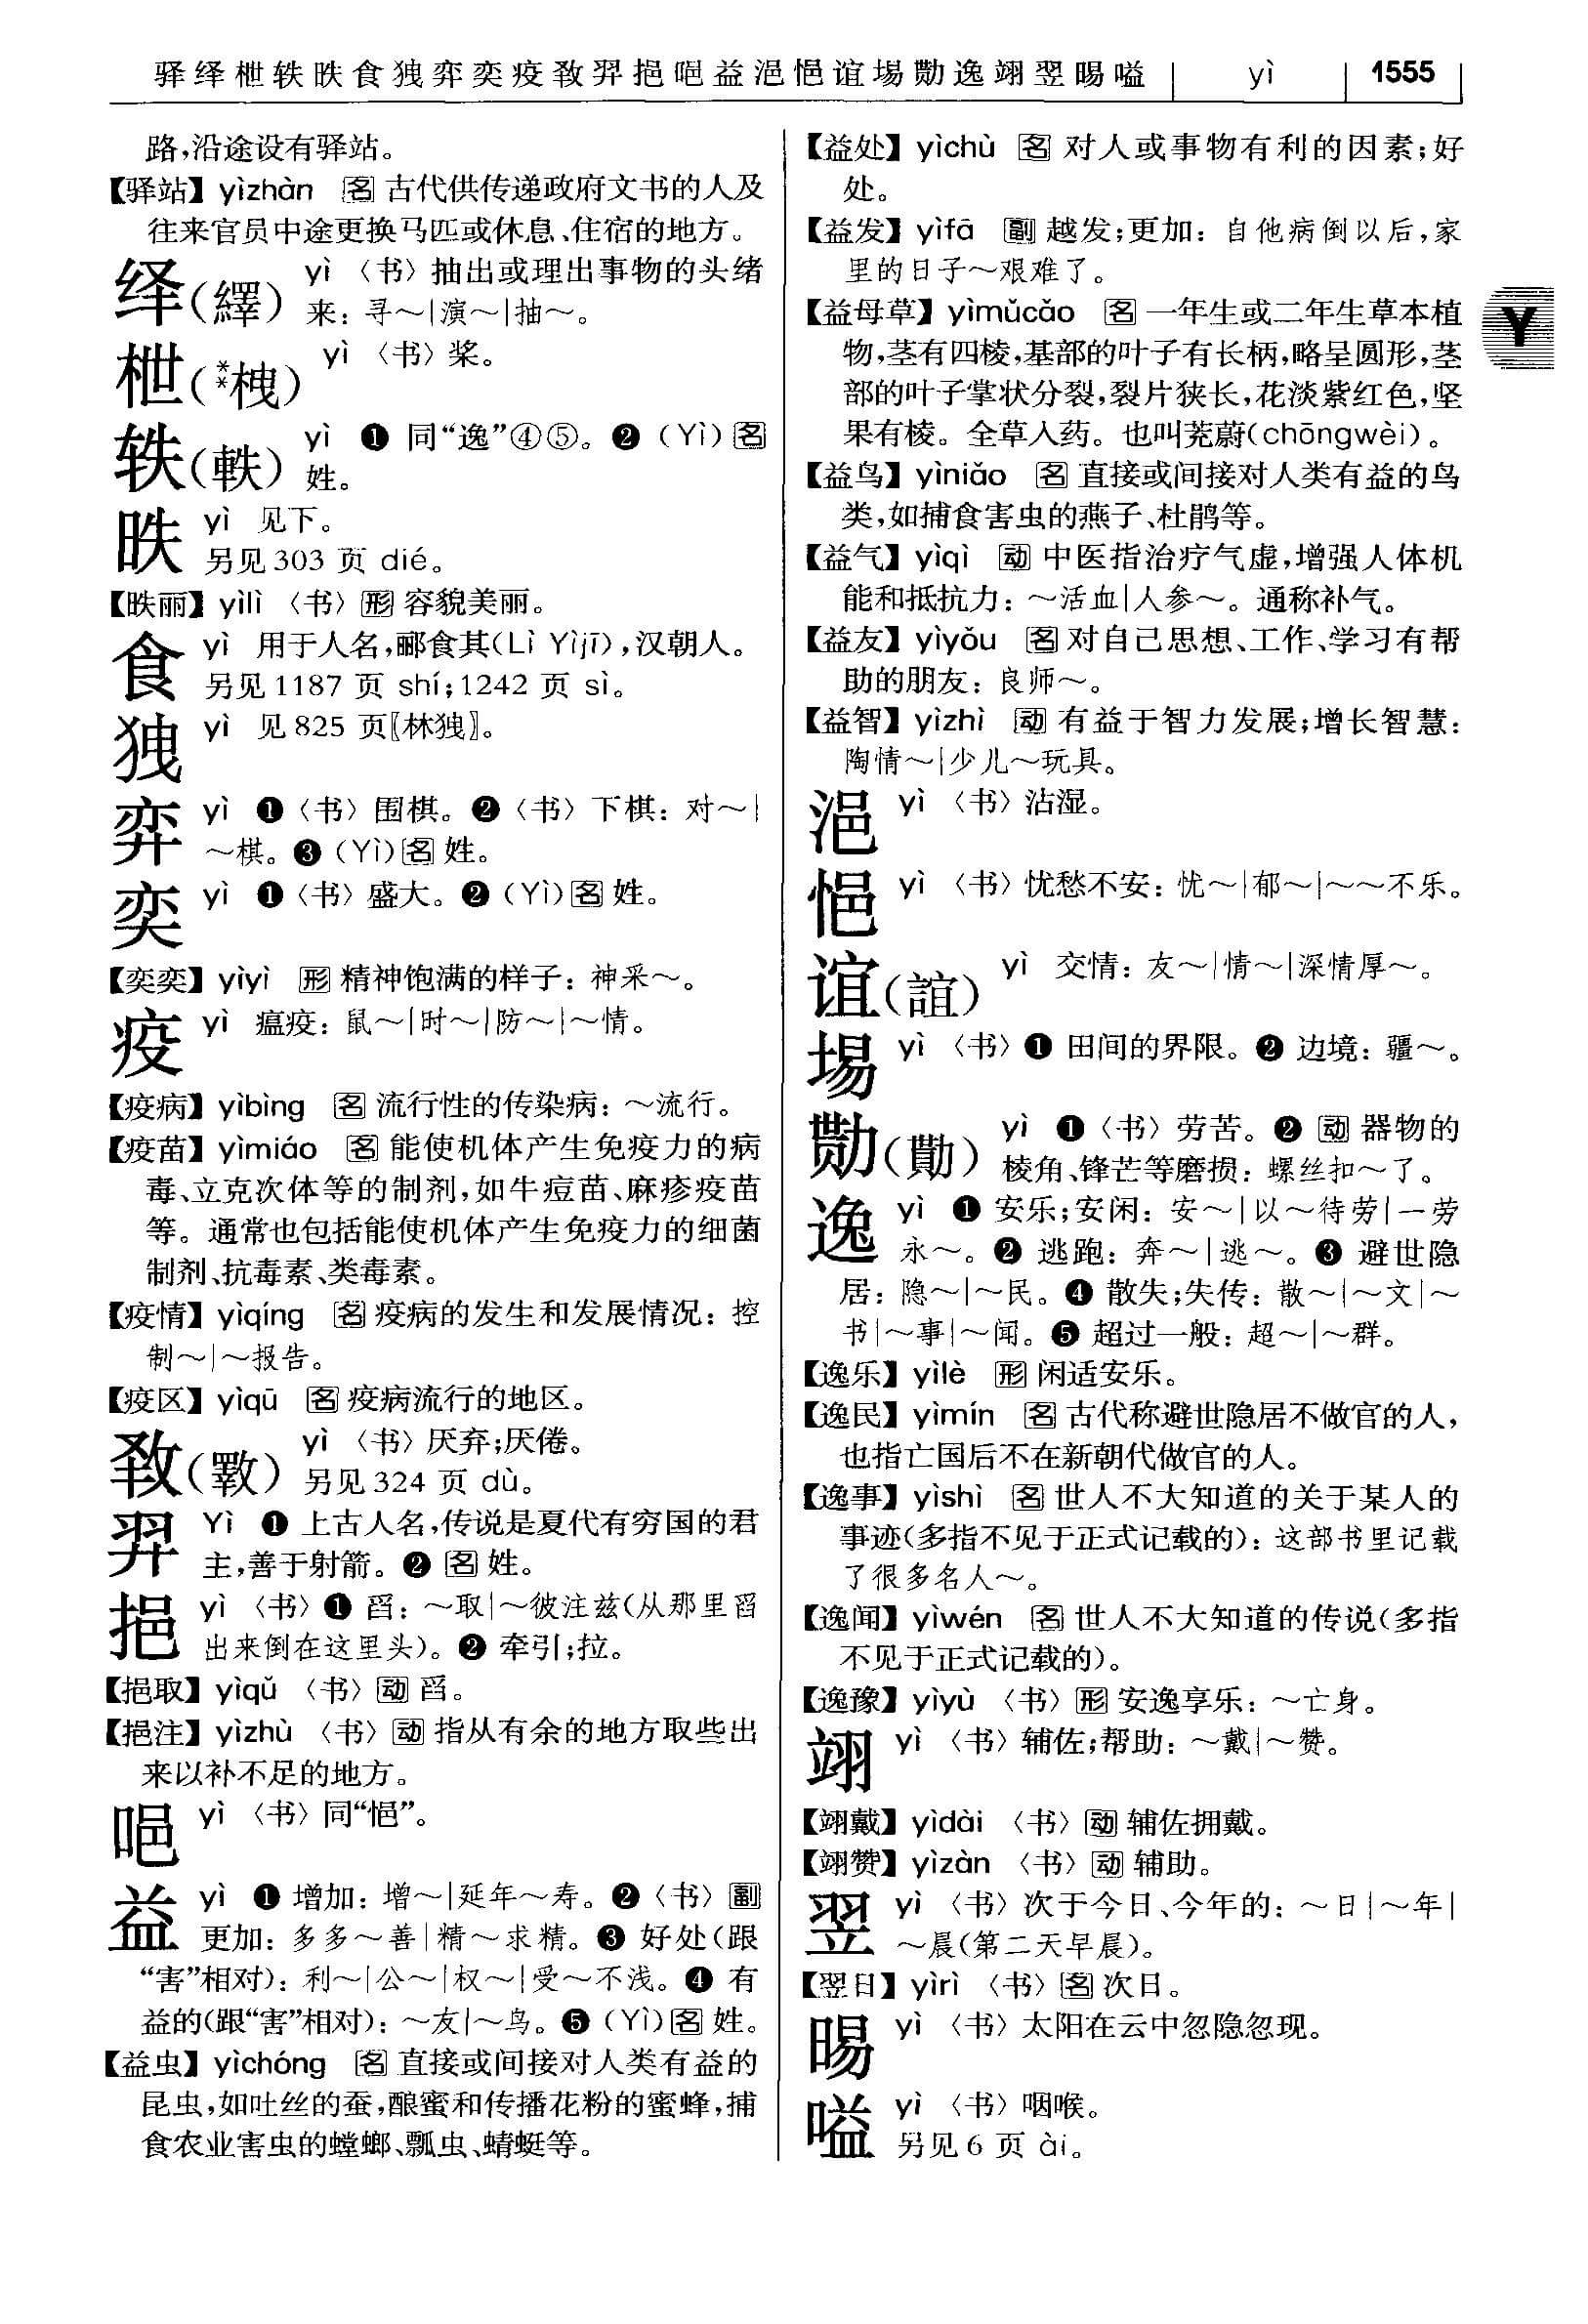 驿绎枻轶昳食㹭弈奕疫𢽾羿挹唈益浥悒谊埸勚逸翊翌晹嗌 yì 1555
路,沿途设有驿站。
【驿站】 yìzhàn 名 古代供传递政府文书的人及
往来官员中途更换马匹或休息、住宿的地方。
绎(繹) yì 〈书〉抽出或理出事物的头绪
来: 寻～|演～|抽～。
枻(**栧) yì 〈书〉桨。
轶(軼) yì ❶ 同“逸”④⑤。❷ (Yì) 名
姓。
昳 yì 见下。
另见303 页 dié。
【昳丽】 yìlì 〈书〉形 容貌美丽。
食 yì 用于人名,郦食其(Lì Yìjī),汉朝人。
另见1187 页 shí;1242 页 sì。
yì 见825 页
弈 yì ❶〈书〉围棋。❷〈书〉下棋: 对～|
～棋。❸ (Yì)名 姓。
奕 yì ❶〈书〉盛大。❷ (Yì)名 姓。
【奕奕】 yìyì 形 精神饱满的样子: 神采～。
疫 yì 瘟疫: 鼠～|时～|防～|～情。
【疫病】 yìbìng 名 流行性的传染病: ～流行。
【疫苗】 yìmiáo 名 能使机体产生免疫力的病
毒、立克次体等的制剂,如牛痘苗、麻疹疫苗
等。通常也包括能使机体产生免疫力的细菌
制剂、抗毒素、类毒素。
【疫情】 yìqíng 名 疫病的发生和发展情况: 控
制～|～报告。
【疫区】 yìqū 名 疫病流行的地区。
(斁) yì 〈书〉厌弃;厌倦。
另见324 页 dù。
羿 Yì ❶ 上古人名,传说是夏代有穷国的君
主,善于射箭。❷ 名 姓。
挹 yì 〈书〉❶ 舀: ～取|～彼注兹(从那里舀
出来倒在这里头)。❷ 牵引;拉。
【挹取】 yìqǔ 〈书〉动 舀。
【挹注】 yìzhù 〈书〉动 指从有余的地方取些出
来以补不足的地方。
唈 yì 〈书〉同“悒”。
益 yì ❶ 增加: 增～|延年～寿。❷〈书〉副
更加: 多多～善|精～求精。❸ 好处(跟
“害”相对): 利～|公～|权～|受～不浅。❹ 有
益的(跟“害”相对): ～友|～鸟。❺ (Yì)名 姓。
【益虫】 yìchóng 名 直接或间接对人类有益的
昆虫,如吐丝的蚕,酿蜜和传播花粉的蜜蜂,捕
食农业害虫的螳螂、瓢虫、蜻蜓等。
【益处】 yìchù 名 对人或事物有利的因素;好
处。
【益发】 yìfā 副 越发;更加: 自他病倒以后,家
里的日子～艰难了。
【益母草】 yìmǔcǎo 名 一年生或二年生草本植
物,茎有四棱,基部的叶子有长柄,略呈圆形,茎
部的叶子掌状分裂,裂片狭长,花淡紫红色,坚
果有棱。全草入药。也叫茺蔚(chōngwèi)。
【益鸟】 yìniǎo 名 直接或间接对人类有益的鸟
类,如捕食害虫的燕子、杜鹃等。
【益气】 yìqì 动 中医指治疗气虚,增强人体机
能和抵抗力: ～活血|人参～。通称补气。
【益友】 yìyǒu 名 对自己思想、工作、学习有帮
助的朋友: 良师～。
【益智】 yìzhì 动 有益于智力发展;增长智慧:
陶情～|少儿～玩具。
浥 yì 〈书〉沾湿。
悒 yì 〈书〉忧愁不安: 忧～|郁～|～～不乐。
谊(誼) yì 交情: 友～|情～|深情厚～。
埸 yì 〈书〉❶ 田间的界限。❷ 边境: 疆～。
勚(勩) yì ❶〈书〉劳苦。❷ 动 器物的
棱角、锋芒等磨损: 螺丝扣～了。
逸 yì ❶ 安乐;安闲: 安～|以～待劳|一劳
永～。❷ 逃跑: 奔～|逃～。❸ 避世隐
居: 隐～|～民。❹ 散失;失传: 散～|～文|～
书|～事|～闻。❺ 超过一般: 超～|～群。
【逸乐】 yìlè 形 闲适安乐。
【逸民】 yìmín 名 古代称避世隐居不做官的人,
也指亡国后不在新朝代做官的人。
【逸事】 yìshì 名 世人不大知道的关于某人的
事迹(多指不见于正式记载的): 这部书里记载
了很多名人～。
【逸闻】 yìwén 名 世人不大知道的传说(多指
不见于正式记载的)。
【逸豫】 yìyù 〈书〉形 安逸享乐: ～亡身。
翊 yì 〈书〉辅佐;帮助: ～戴|～赞。
【翊戴】 yìdài 〈书〉动 辅佐拥戴。
【翊赞】 yìzàn 〈书〉动 辅助。
翌 yì 〈书〉次于今日、今年的: ～日|～年|
～晨(第二天早晨)。
【翌日】 yìrì 〈书〉名 次日。
晹 yì 〈书〉太阳在云中忽隐忽现。
嗌 yì 〈书〉咽喉。
另见6 页 ài。
Y